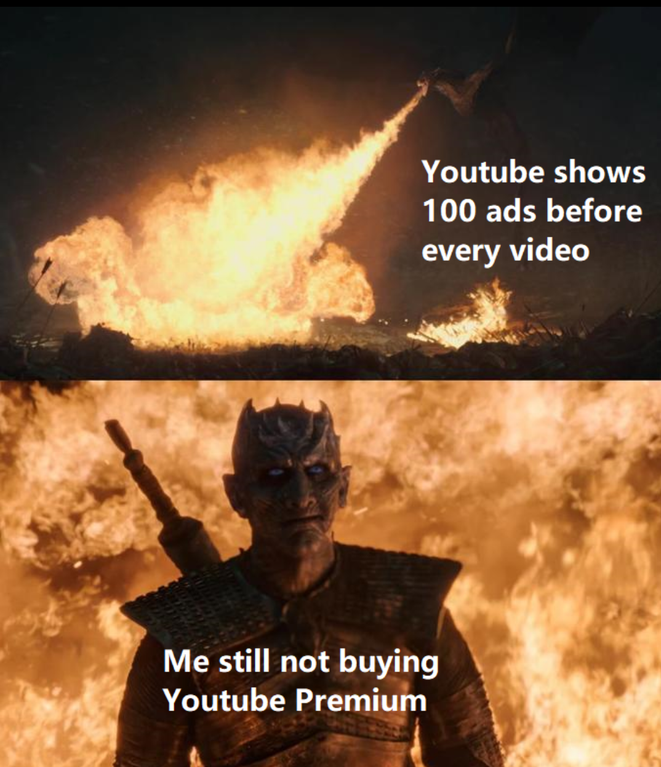 Youtube shows
100 ads before
every video
Me still not buying
Youtube Premium